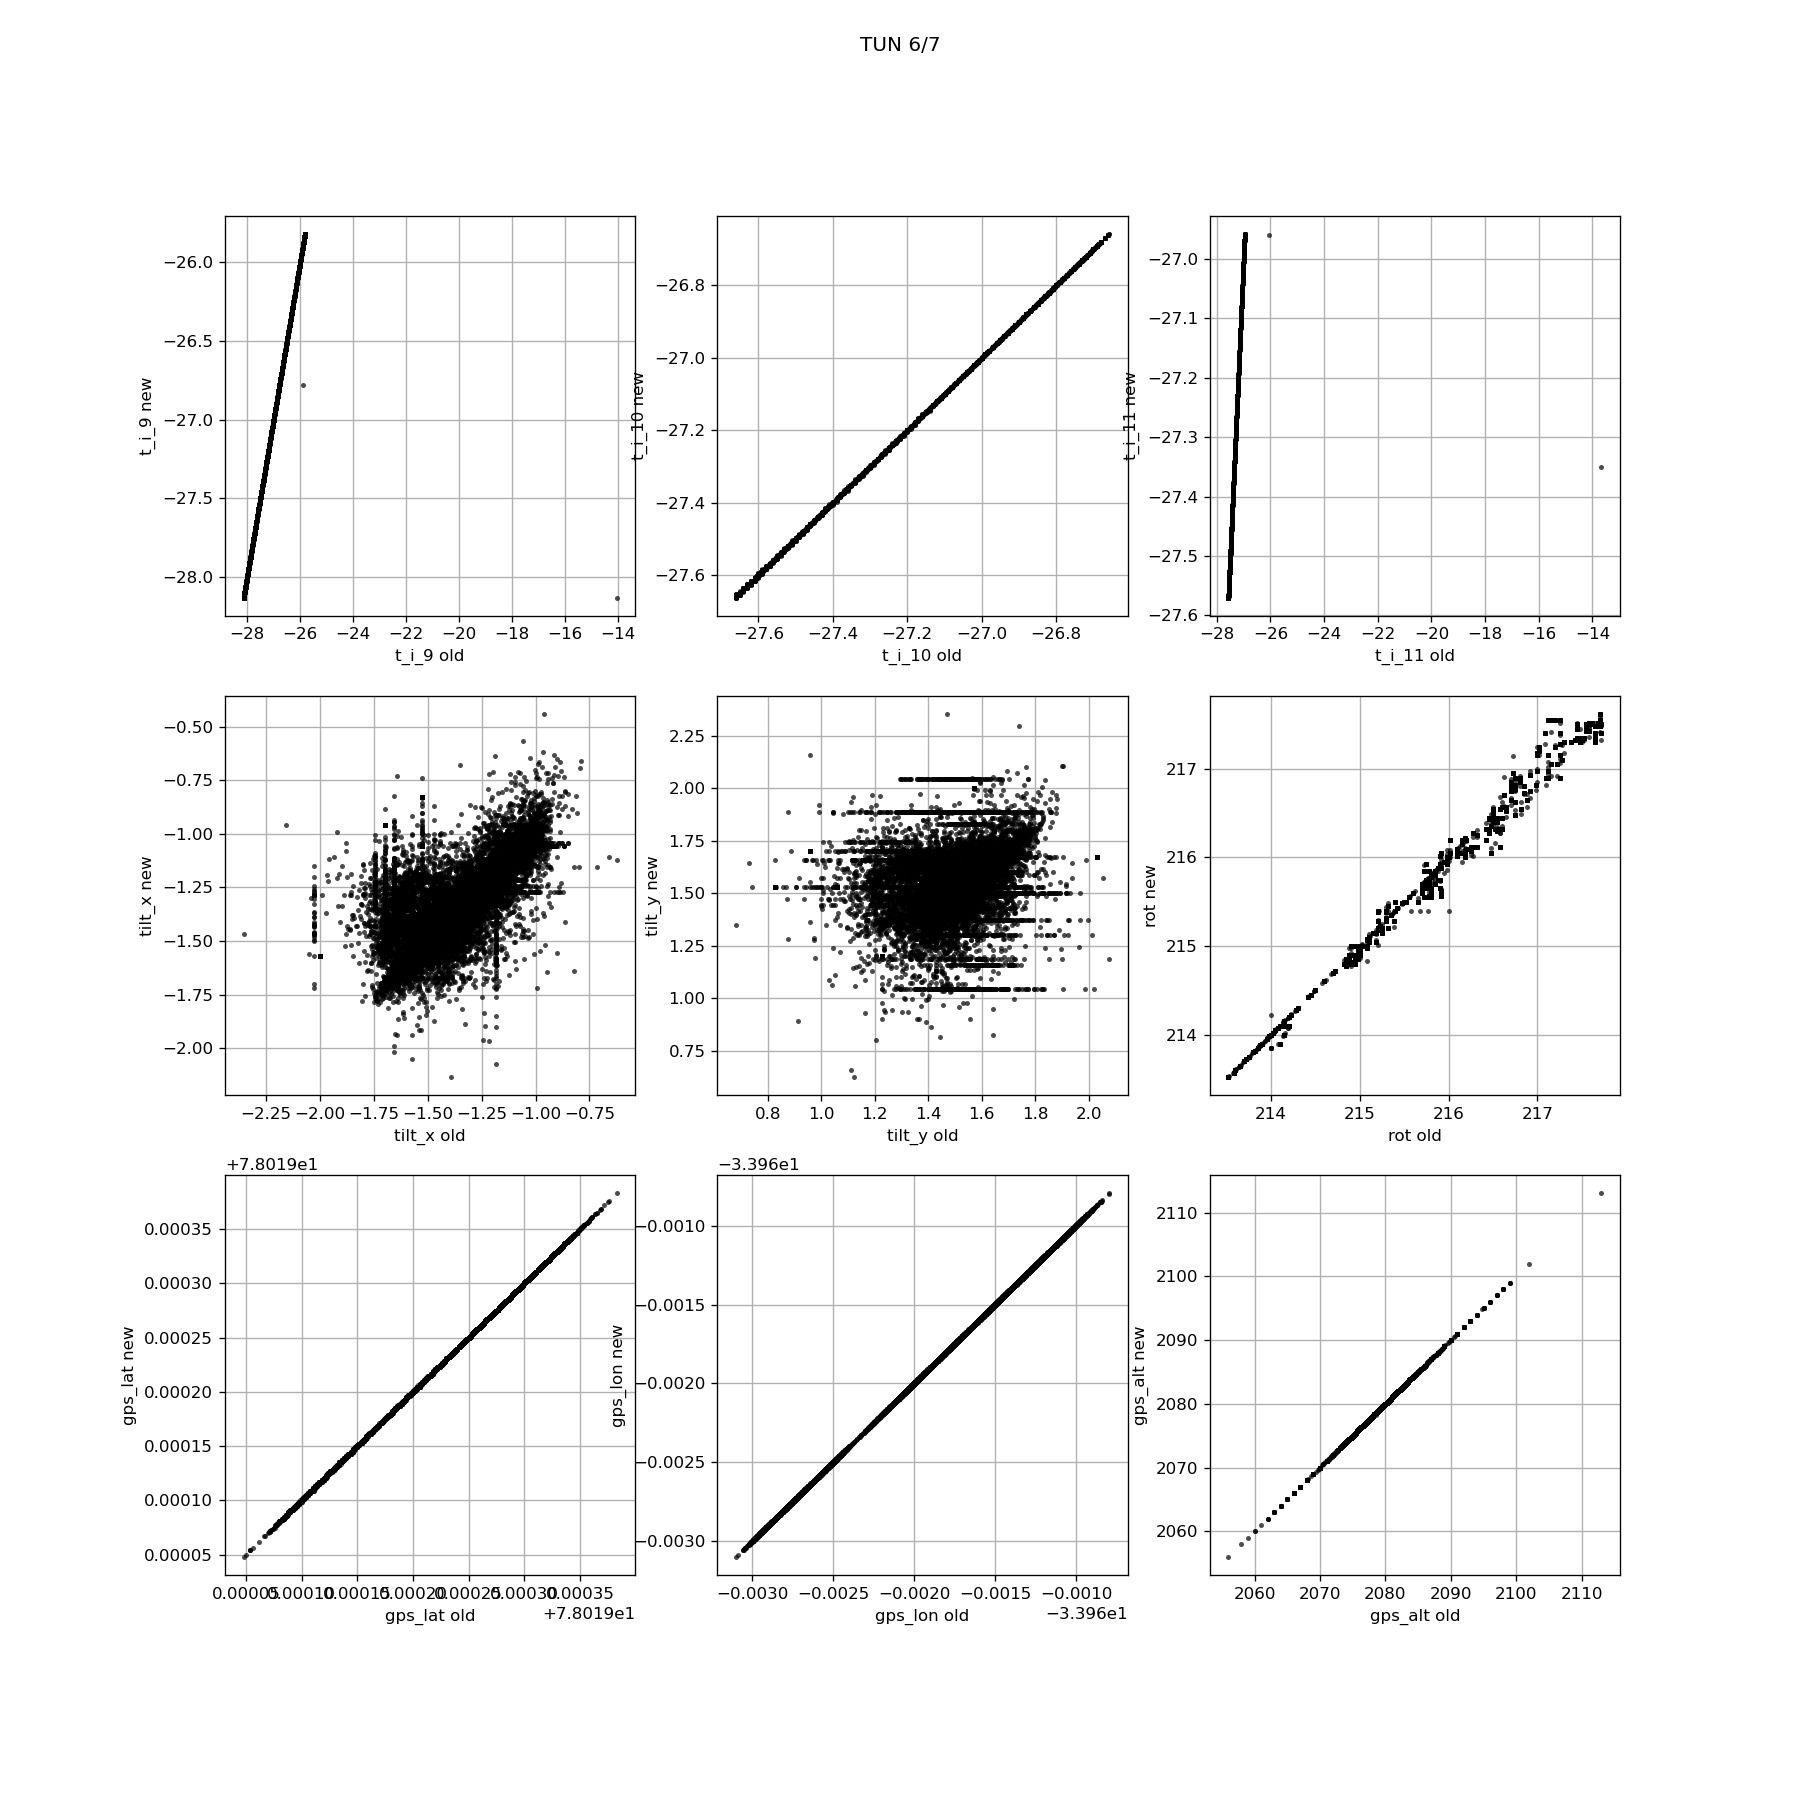 TUN 6/7
t_i_9 new
−26.0
−26.5
−27.0
−27.5
−28.0
−28 −26 −24 −22 −20 −18 −16 −14
t_i_9 old
t_i_10 new
−26.8
−27.0
−27.2
−27.4
−27.6
−27.6 −27.4 −27.2 −27.0 −26.8
t_i_10 old
t_i_11 new
−27.0
−27.1
−27.2
−27.3
−27.4
−27.5
−27.6
−28 −26 −24 −22 −20 −18 −16 −14
t_i_11 old
tilt_x new
−0.50
−0.75
−1.00
−1.25
−1.50
−1.75
−2.00
−2.25 −2.00 −1.75 −1.50 −1.25 −1.00 −0.75
tilt_x old
tilt_y new
2.25
2.00
1.75
1.50
1.25
1.00
0.75
0.8 1.0 1.2 1.4 1.6 1.8 2.0
tilt_y old
rot new
217
216
215
214
214 215 216 217
rot old
+7.8019e1
gps_lat new
0.00035
0.00030
0.00025
0.00020
0.00015
0.00010
0.00005
0.00005 0.00010 0.00015 0.00020 0.00025 0.00030 0.00035
gps_lat old
+7.8019e1
−3.396e1
gps_lon new
−0.0010
−0.0015
−0.0020
−0.0025
−0.0030
−0.0030 −0.0025 −0.0020 −0.0015 −0.0010
gps_lon old
−3.396e1
gps_alt new
2110
2100
2090
2080
2070
2060
2060 2070 2080 2090 2100 2110
gps_alt old